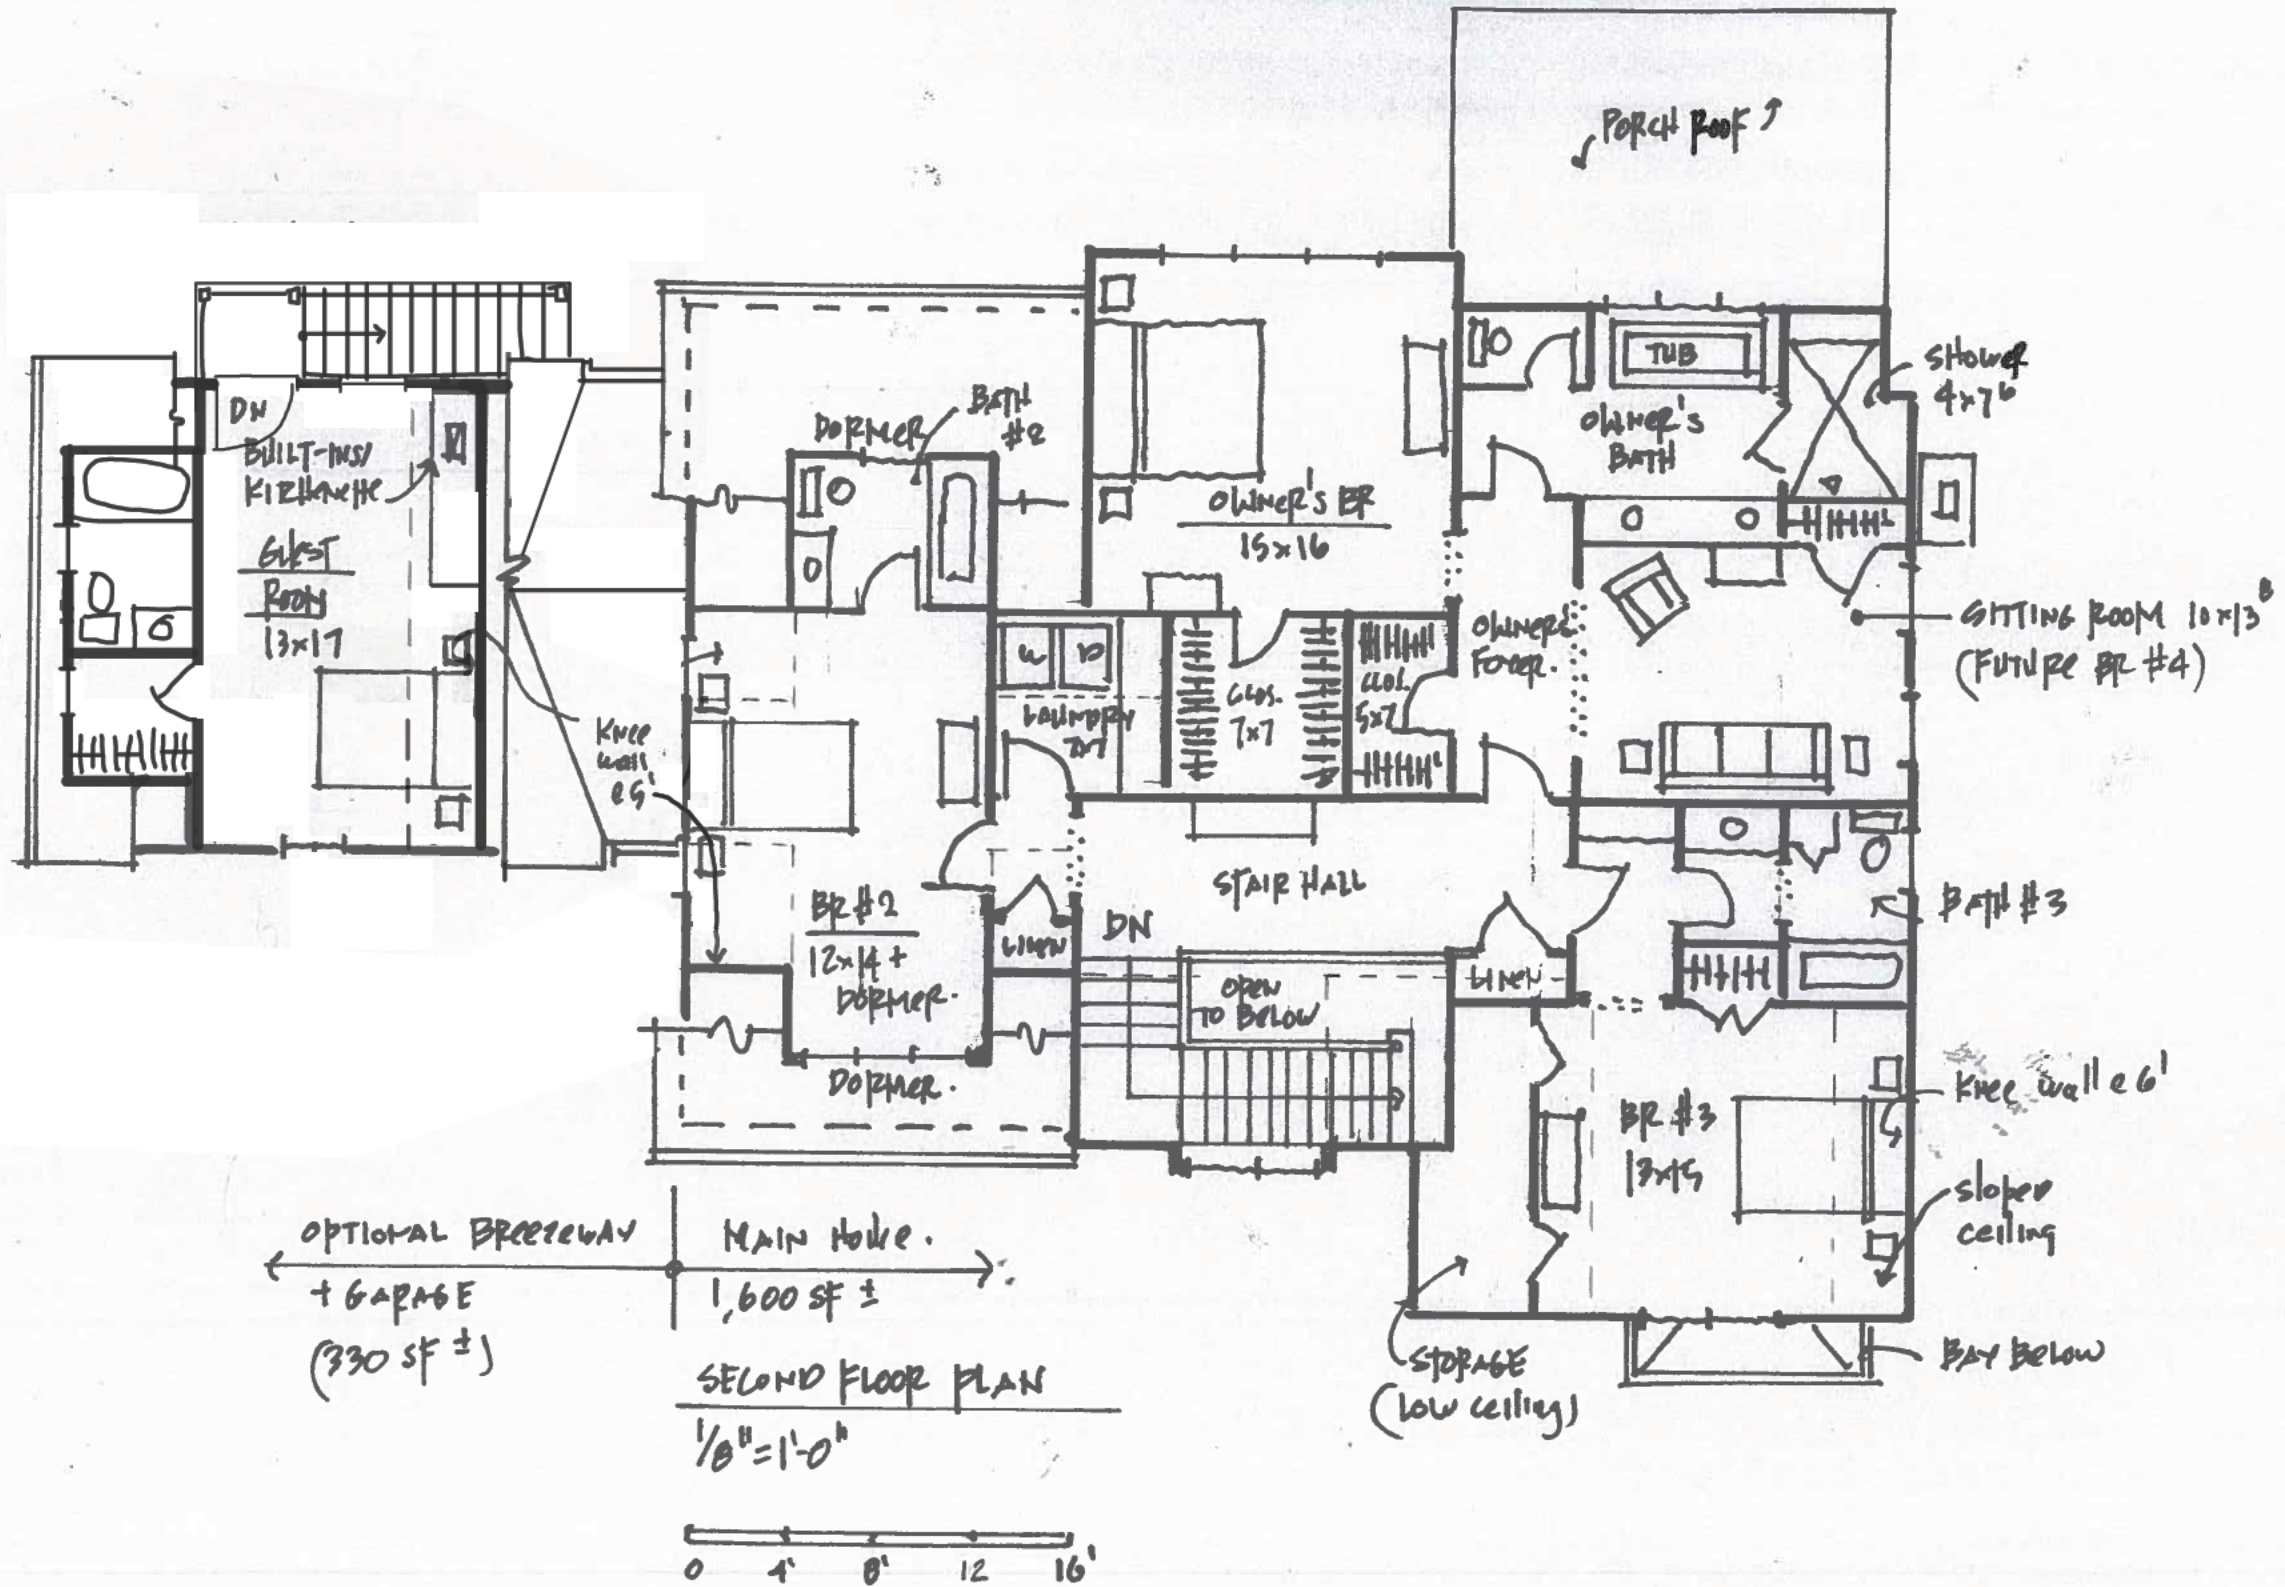 PORCH ROOF
SHOWER
4x7⁶
TUB
OWNER'S
BATH
DORMER
BATH
#2
DN
BUILT-INS/
KITCHENETTE
GUEST
ROOM
13x17
OWNER'S BR
15x16
OWNERS'
FOYER.
SITTING ROOM 10x13⁸
(FUTURE BR #4)
W
D
LAUNDRY
7x7
CLOS.
7x7
CLOS.
5x7
KNEE
WALL
@5'
STAIR HALL
BR #2
12x14 +
DORMER.
LINEN
DN
OPEN
TO BELOW
LINEN
BATH #3
DORMER.
BR #3
13x15
KNEE WALL @ 6'
SLOPED
CEILING
OPTIONAL BREEZEWAY
+ GARAGE
(330 SF ±)
MAIN HOUSE.
1,600 SF ±
SECOND FLOOR PLAN
1/8" = 1'-0"
STORAGE
(LOW CEILING)
BAY BELOW
0 4' 8' 12 16'